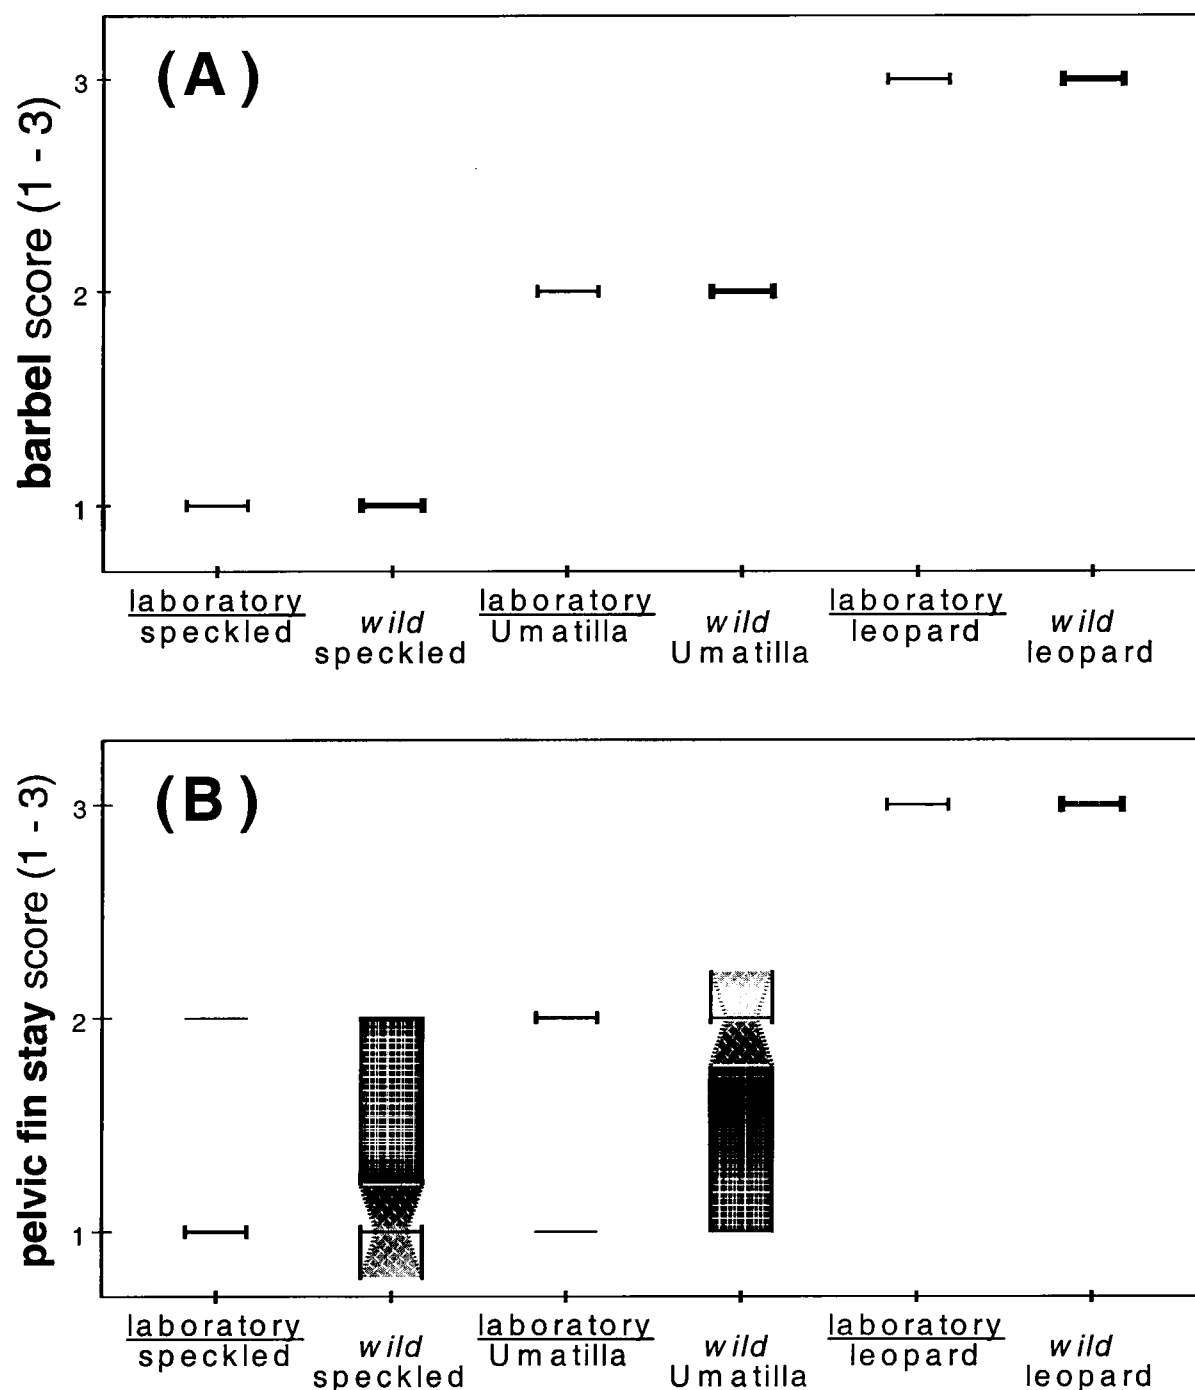 (A)
barbel score (1 - 3)
3
2
1
laboratory speckled
wild speckled
laboratory Umatilla
wild Umatilla
laboratory leopard
wild leopard
(B)
pelvic fin stay score (1 - 3)
3
2
1
laboratory speckled
wild speckled
laboratory Umatilla
wild Umatilla
laboratory leopard
wild leopard